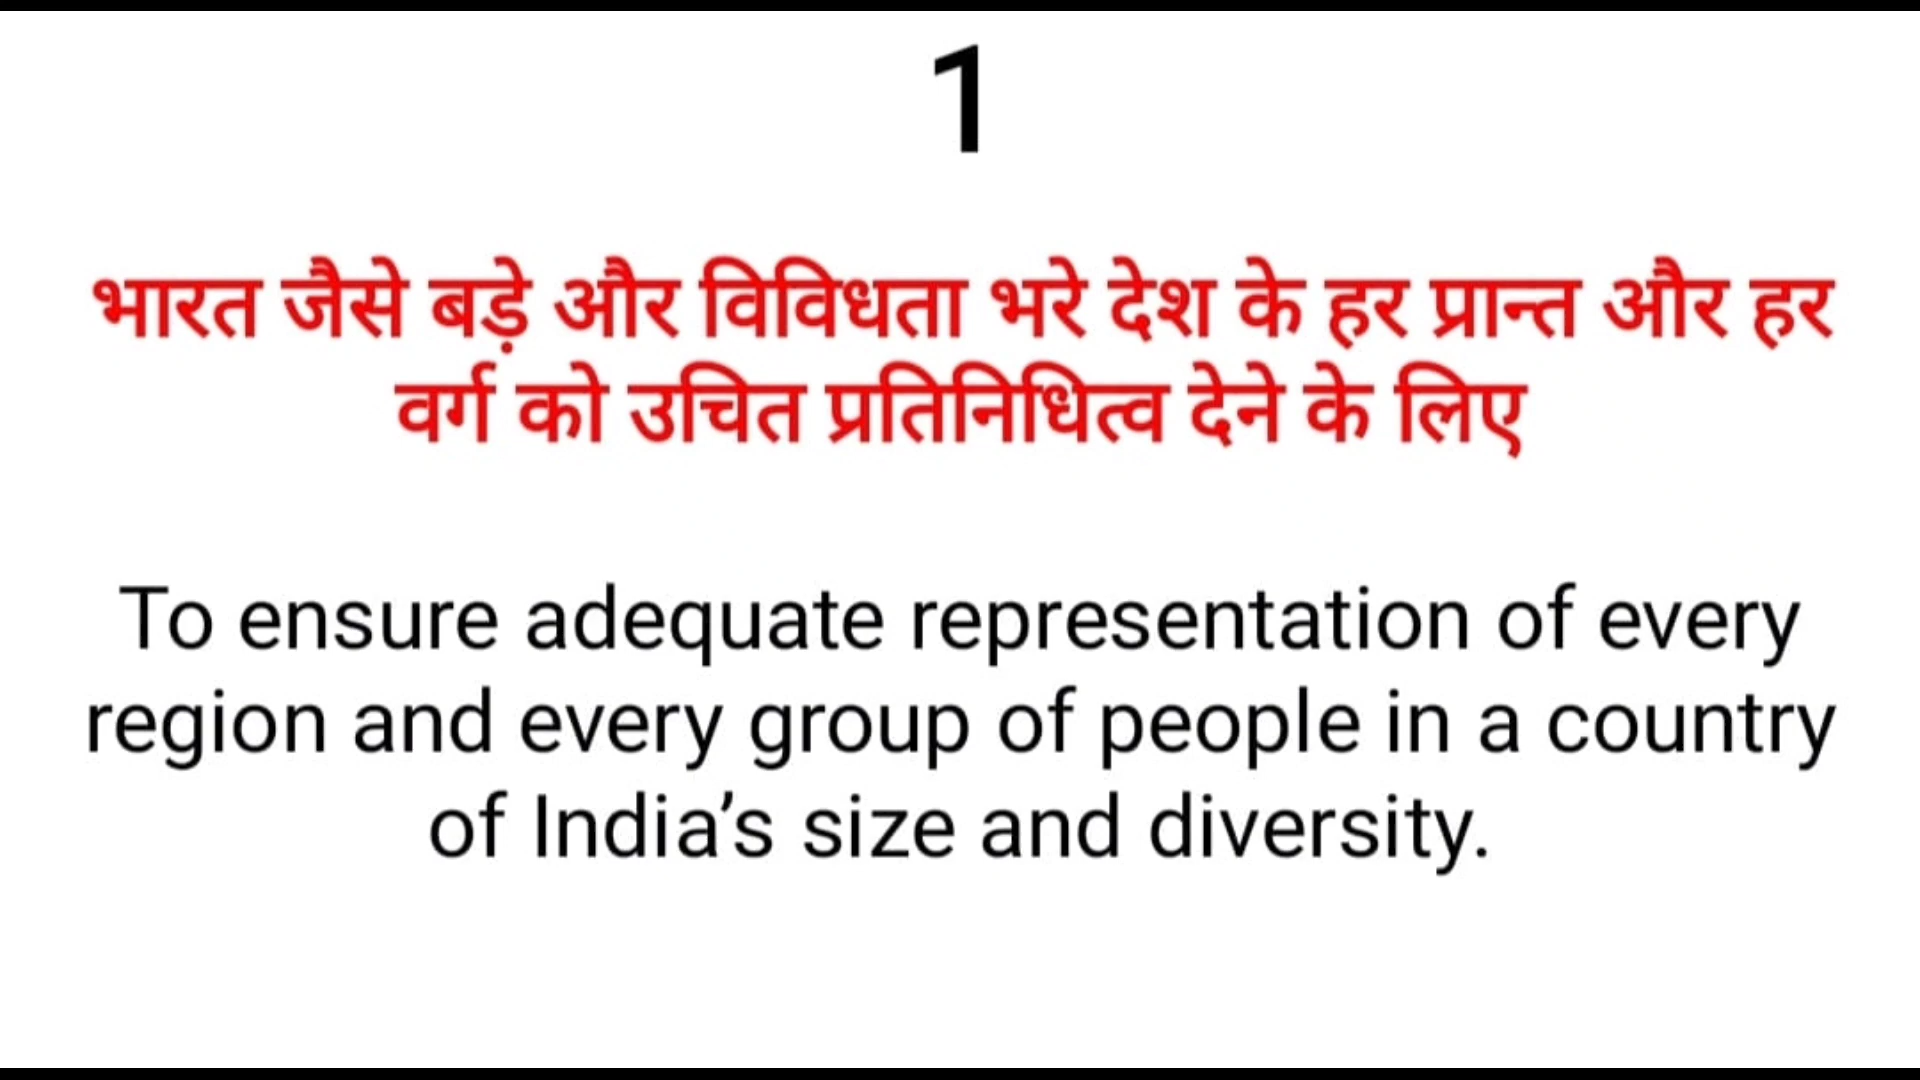 1
भारत जैसे बड़े और विविधता भरे देश के हर प्रान्त और हर
वर्ग को उचित प्रतिनिधित्व देने के लिए
To ensure adequate representation of every
region and every group of people in a country
of India’s size and diversity.